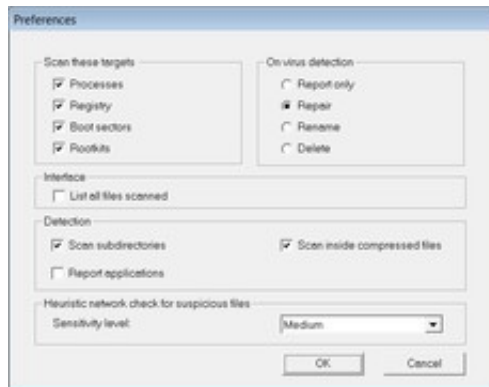 Preferences
Scan these targets
Processes
Registry
Boot sectors
Rootkits
On virus detection
Report only
Repair
Rename
Delete
Interface
List all files scanned
Detection
Scan subdirectories
Scan inside compressed files
Report applications
Heuristic network check for suspicious files
Sensitivity level:
Medium
OK
Cancel